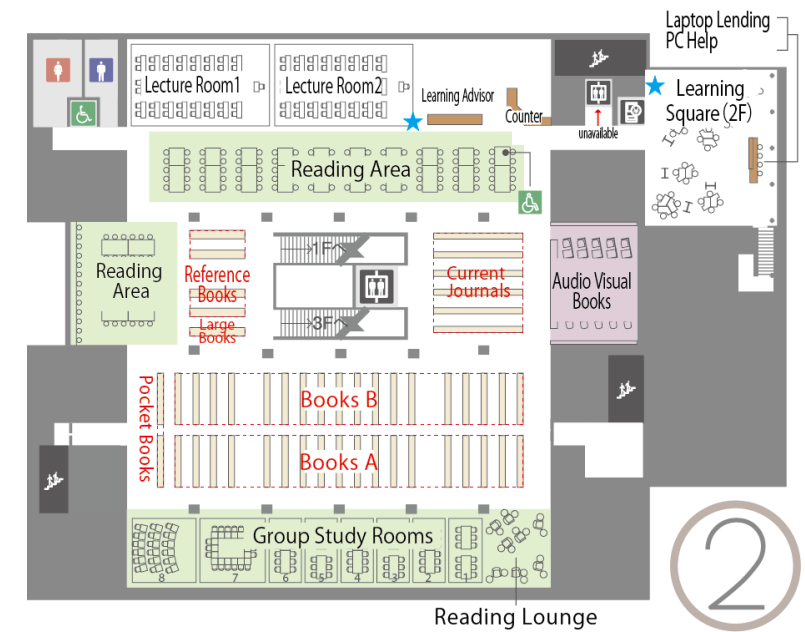 Laptop Lending
PC Help
Lecture Room1
Lecture Room2
Learning Advisor
Counter
unavailable
Learning
Square(2F)
Reading Area
Reading
Area
Reference
Books
Large
Books
1F
3F
Current
Journals
Audio Visual
Books
Pocket Books
Books B
Books A
Group Study Rooms
8
7
6
5
4
3
2
1
Reading Lounge
2